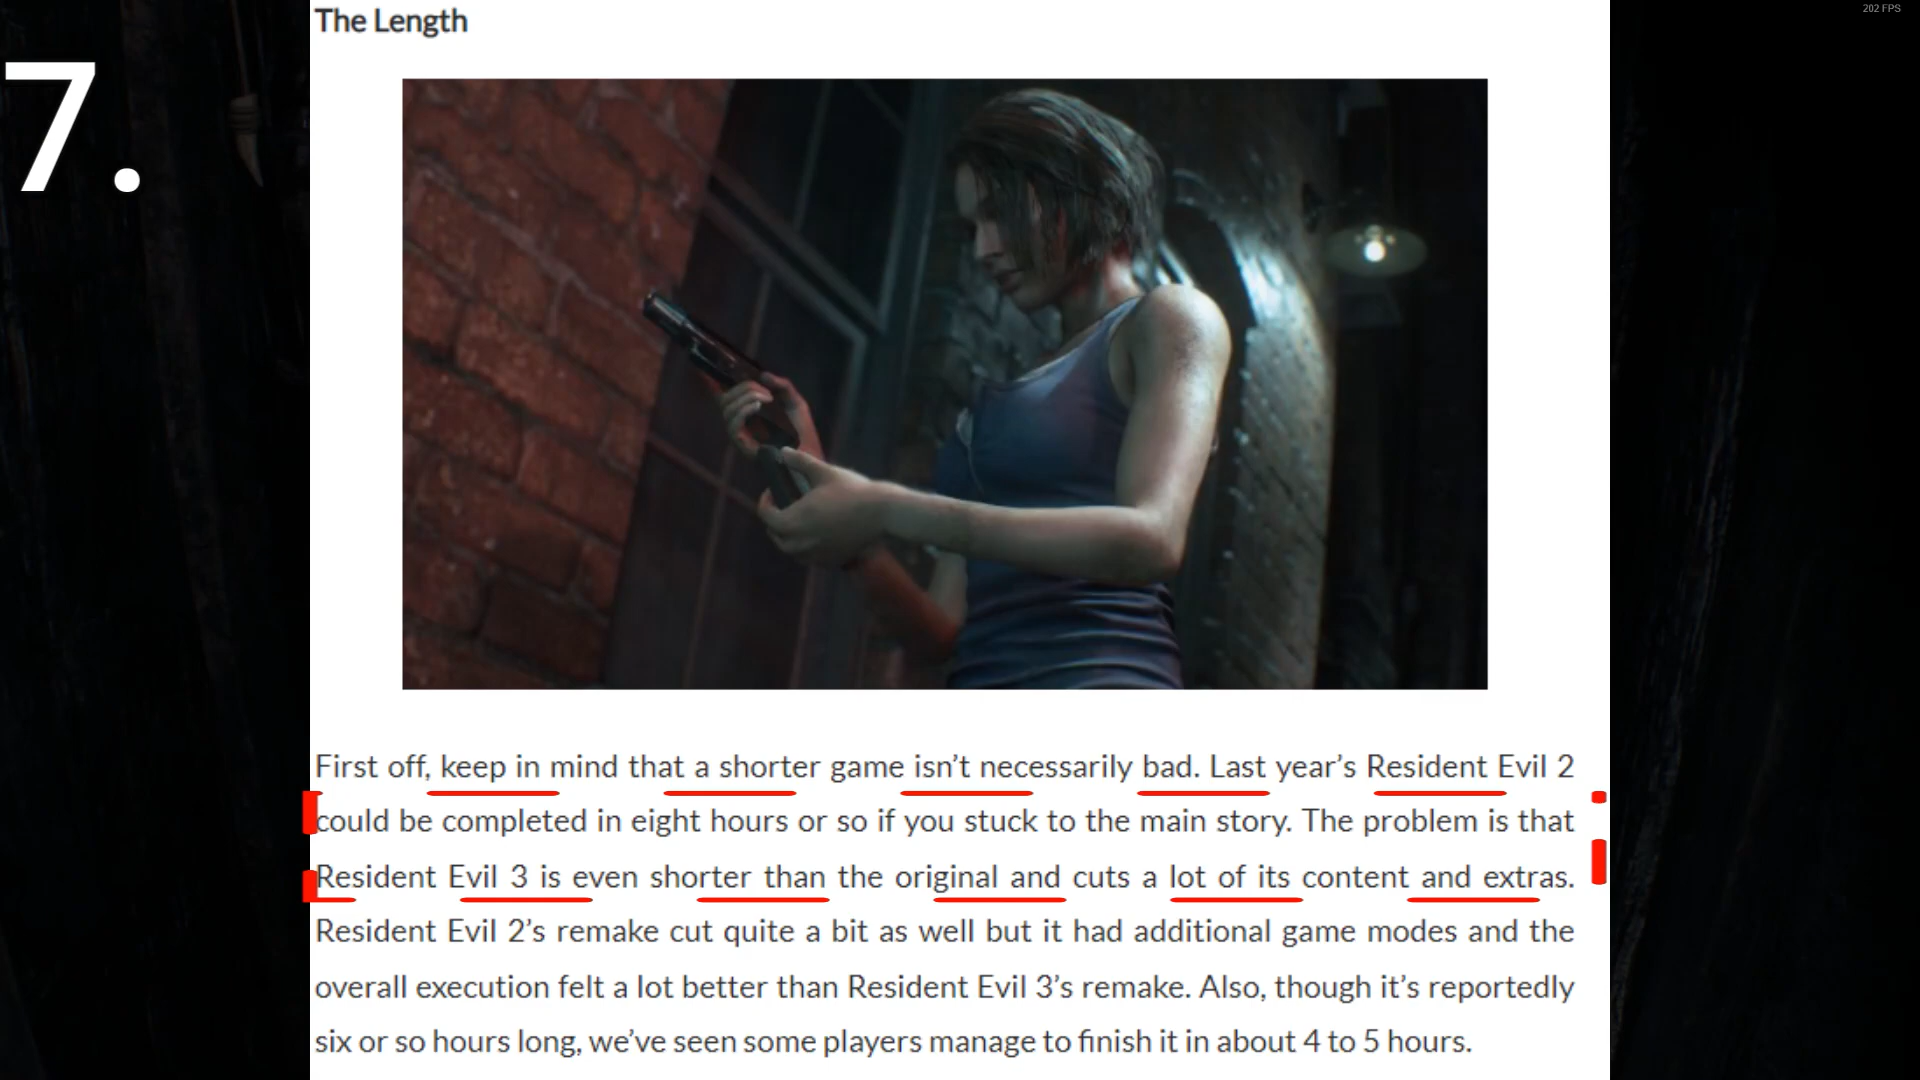 202 FPS
7.
The Length
First off, keep in mind that a shorter game isn’t necessarily bad. Last year’s Resident Evil 2
could be completed in eight hours or so if you stuck to the main story. The problem is that
Resident Evil 3 is even shorter than the original and cuts a lot of its content and extras.
Resident Evil 2’s remake cut quite a bit as well but it had additional game modes and the
overall execution felt a lot better than Resident Evil 3’s remake. Also, though it’s reportedly
six or so hours long, we’ve seen some players manage to finish it in about 4 to 5 hours.